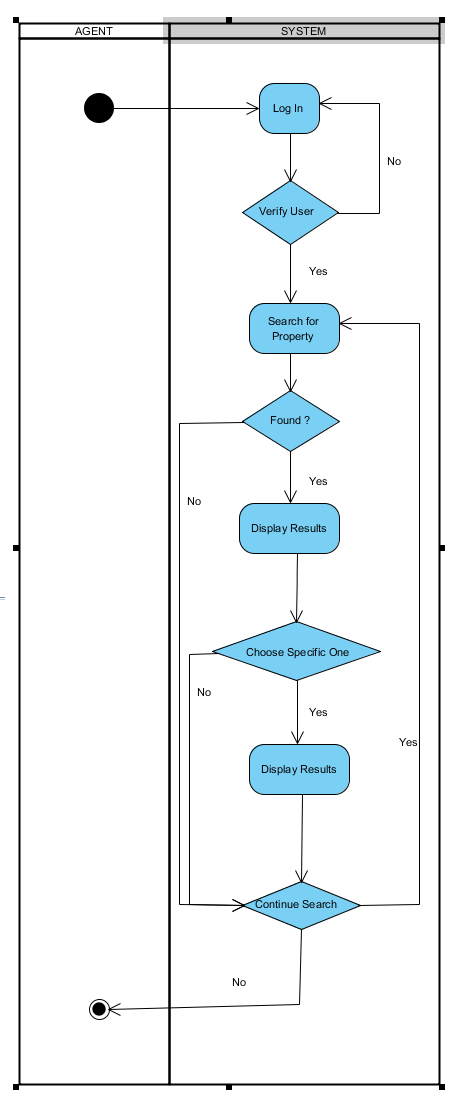 AGENT
SYSTEM
Log In
No
Verify User
Yes
Search for
Property
Found ?
Yes
No
Display Results
Choose Specific One
No
Yes
Yes
Display Results
Continue Search
No